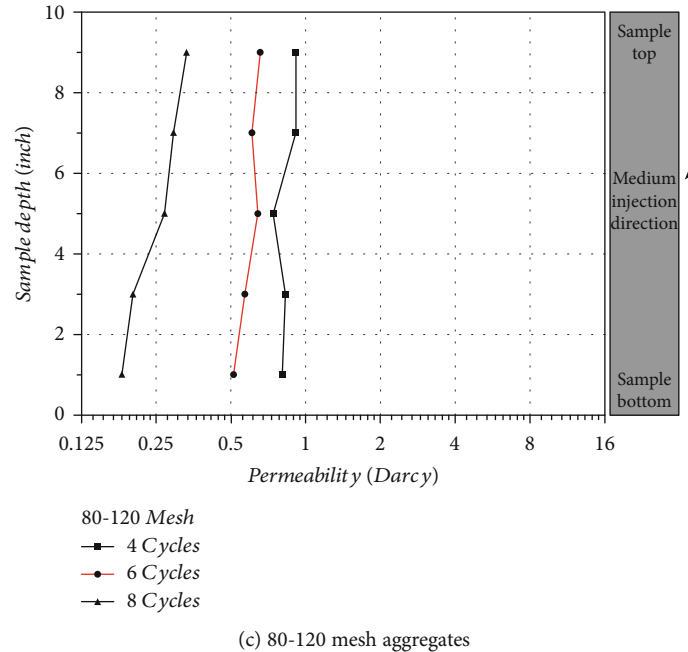 10
8
6
4
2
0
Sample depth (inch)
0.125 0.25 0.5 1 2 4 8 16
Permeability (Darcy)
Sample
top
Medium
injection
direction
Sample
bottom
80-120 Mesh
4 Cycles
6 Cycles
8 Cycles
(c) 80-120 mesh aggregates